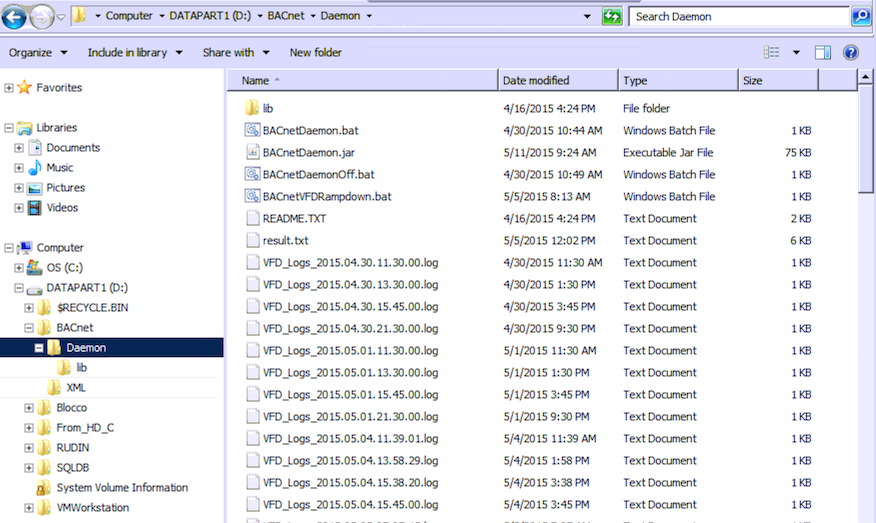 Computer DATAPART1 (D:) BACnet Daemon
Search Daemon
Organize Include in library Share with New folder
Favorites
Libraries
Documents
Music
Pictures
Videos
Computer
OS (C:)
DATAPART1 (D:)
$RECYCLE.BIN
BACnet
Daemon
lib
XML
Blocco
From_HD_C
RUDIN
SQLDB
System Volume Information
VMWorkstation
Name Date modified Type Size
lib 4/16/2015 4:24 PM File folder
BACnetDaemon.bat 4/30/2015 10:44 AM Windows Batch File 1 KB
BACnetDaemon.jar 5/11/2015 9:24 AM Executable Jar File 75 KB
BACnetDaemonOff.bat 4/30/2015 10:49 AM Windows Batch File 1 KB
BACnetVFDRampdown.bat 5/5/2015 8:13 AM Windows Batch File 1 KB
README.TXT 4/16/2015 4:24 PM Text Document 2 KB
result.txt 5/5/2015 12:02 PM Text Document 6 KB
VFD_Logs_2015.04.30.11.30.00.log 4/30/2015 11:30 AM Text Document 1 KB
VFD_Logs_2015.04.30.13.30.00.log 4/30/2015 1:30 PM Text Document 1 KB
VFD_Logs_2015.04.30.15.45.00.log 4/30/2015 3:45 PM Text Document 1 KB
VFD_Logs_2015.04.30.21.30.00.log 4/30/2015 9:30 PM Text Document 1 KB
VFD_Logs_2015.05.01.11.30.00.log 5/1/2015 11:30 AM Text Document 1 KB
VFD_Logs_2015.05.01.13.30.00.log 5/1/2015 1:30 PM Text Document 1 KB
VFD_Logs_2015.05.01.15.45.00.log 5/1/2015 3:45 PM Text Document 1 KB
VFD_Logs_2015.05.01.21.30.00.log 5/1/2015 9:30 PM Text Document 1 KB
VFD_Logs_2015.05.04.11.39.01.log 5/4/2015 11:39 AM Text Document 1 KB
VFD_Logs_2015.05.04.13.58.29.log 5/4/2015 1:58 PM Text Document 1 KB
VFD_Logs_2015.05.04.15.38.20.log 5/4/2015 3:38 PM Text Document 1 KB
VFD_Logs_2015.05.04.15.45.00.log 5/4/2015 3:45 PM Text Document 1 KB